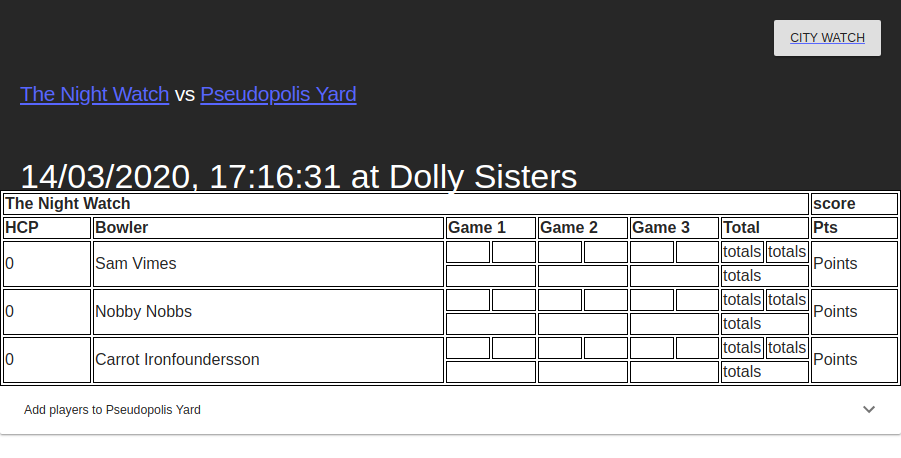 CITY WATCH
The Night Watch vs Pseudopolis Yard
14/03/2020, 17:16:31 at Dolly Sisters
The Night Watch score
HCP Bowler Game 1 Game 2 Game 3 Total Pts
0 Sam Vimes totals totals Points
totals
0 Nobby Nobbs totals totals Points
totals
0 Carrot Ironfoundersson totals totals Points
totals
Add players to Pseudopolis Yard